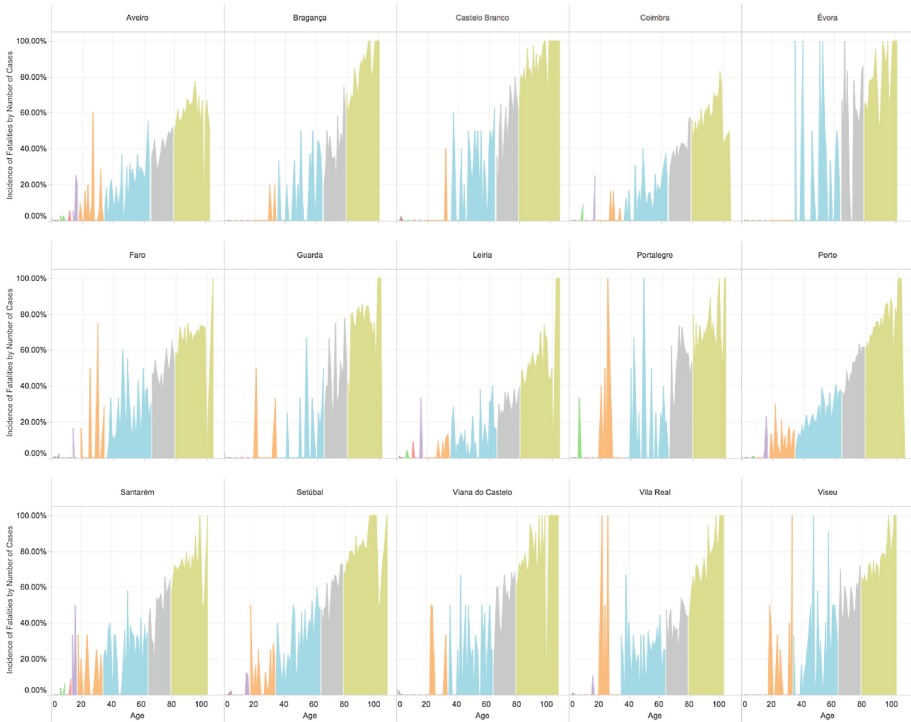 Aveiro Bragança Castelo Branco Coimbra Évora
Incidence of Fatalities by Number of Cases
100.00%
80.00%
60.00%
40.00%
20.00%
0.00%
Faro Guarda Leiria Portalegre Porto
Incidence of Fatalities by Number of Cases
100.00%
80.00%
60.00%
40.00%
20.00%
0.00%
Santarém Setúbal Viana do Castelo Vila Real Viseu
Incidence of Fatalities by Number of Cases
100.00%
80.00%
60.00%
40.00%
20.00%
0.00%
0 20 40 60 80 100 0 20 40 60 80 100 0 20 40 60 80 100 0 20 40 60 80 100 0 20 40 60 80 100
Age Age Age Age Age